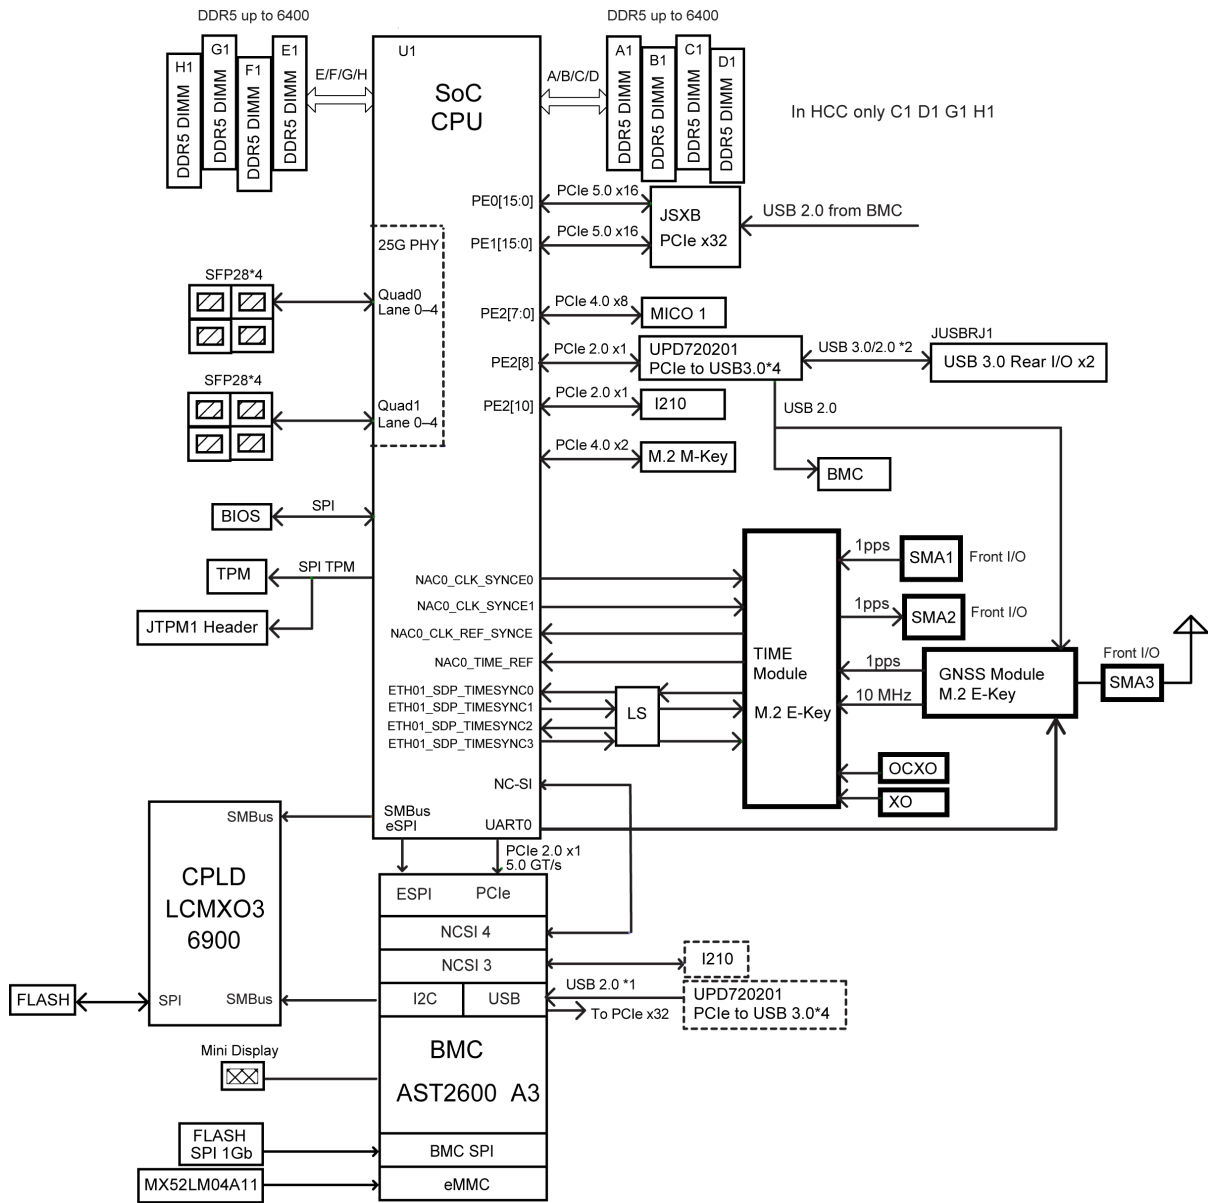 DDR5 up to 6400
DDR5 up to 6400
H1
DDR5 DIMM
G1
DDR5 DIMM
F1
DDR5 DIMM
E1
DDR5 DIMM
E/F/G/H
U1
SoC
CPU
A/B/C/D
A1
DDR5 DIMM
B1
DDR5 DIMM
C1
DDR5 DIMM
D1
DDR5 DIMM
In HCC only C1 D1 G1 H1
PE0[15:0]
PCIe 5.0 x16
PE1[15:0]
PCIe 5.0 x16
JSXB
PCIe x32
USB 2.0 from BMC
25G PHY
SFP28*4
Quad0
Lane 0–4
SFP28*4
Quad1
Lane 0–4
PE2[7:0]
PCIe 4.0 x8
MICO 1
PE2[8]
PCIe 2.0 x1
UPD720201
PCIe to USB3.0*4
USB 3.0/2.0 *2
JUSBRJ1
USB 3.0 Rear I/O x2
PE2[10]
PCIe 2.0 x1
I210
USB 2.0
PCIe 4.0 x2
M.2 M-Key
BMC
BIOS
SPI
TPM
SPI TPM
JTPM1 Header
NAC0_CLK_SYNCE0
NAC0_CLK_SYNCE1
NAC0_CLK_REF_SYNCE
NAC0_TIME_REF
ETH01_SDP_TIMESYNC0
ETH01_SDP_TIMESYNC1
ETH01_SDP_TIMESYNC2
ETH01_SDP_TIMESYNC3
LS
TIME
Module
M.2 E-Key
1pps
SMA1
Front I/O
1pps
SMA2
Front I/O
1pps
10 MHz
GNSS Module
M.2 E-Key
Front I/O
SMA3
OCXO
XO
NC-SI
SMBus
eSPI
UART0
PCIe 2.0 x1
5.0 GT/s
SMBus
CPLD
LCMXO3
6900
SPI
SMBus
FLASH
ESPI
PCIe
NCSI 4
NCSI 3
I210
I2C
USB
USB 2.0 *1
To PCIe x32
UPD720201
PCIe to USB 3.0*4
BMC
AST2600 A3
Mini Display
FLASH
SPI 1Gb
BMC SPI
MX52LM04A11
eMMC